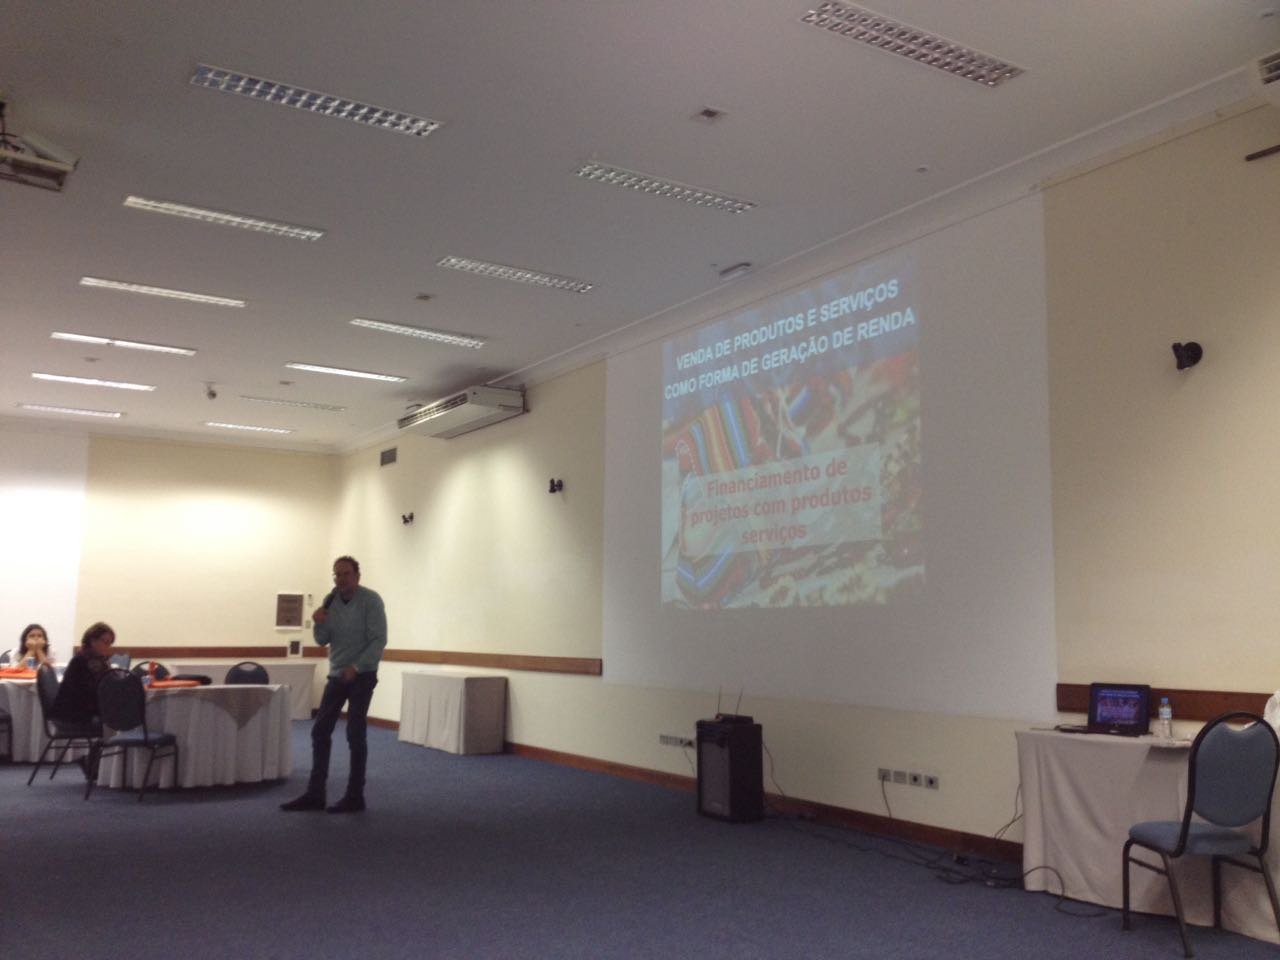 VENDA DE PRODUTOS E SERVIÇOS
COMO FORMA DE GERAÇÃO DE RENDA
Financiamento de
projetos com produtos
serviços